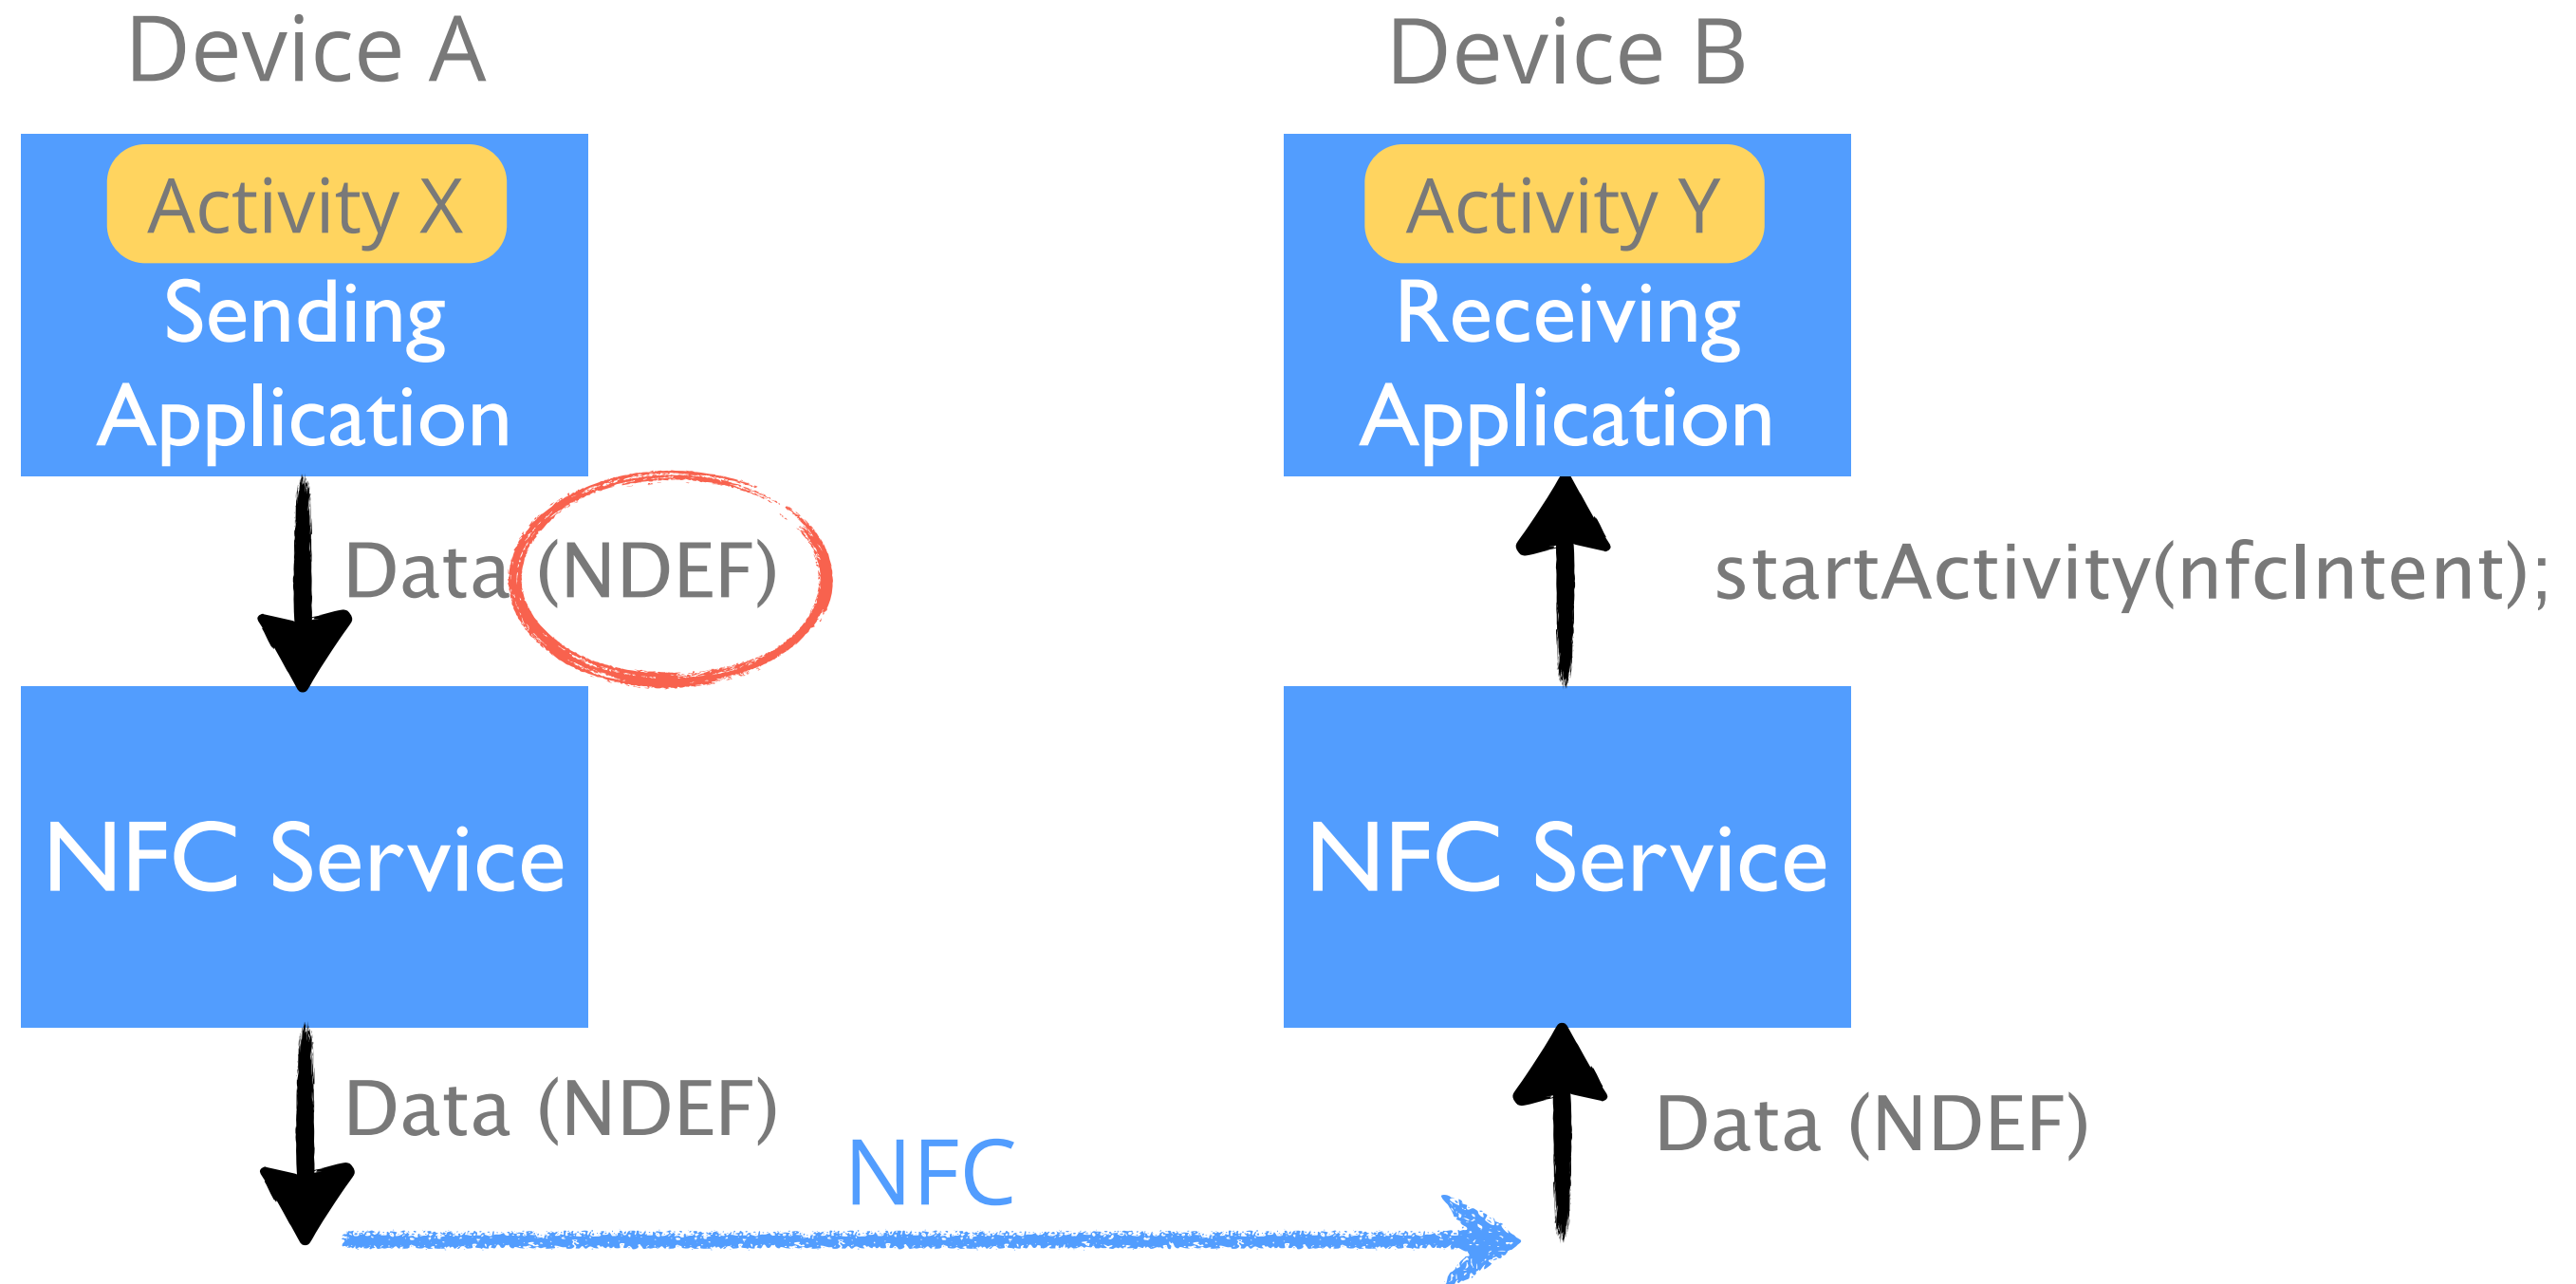 Device A
Device B
Activity X
Sending
Application
Activity Y
Receiving
Application
Data (NDEF)
startActivity(nfcIntent);
NFC Service
NFC Service
Data (NDEF)
NFC
Data (NDEF)